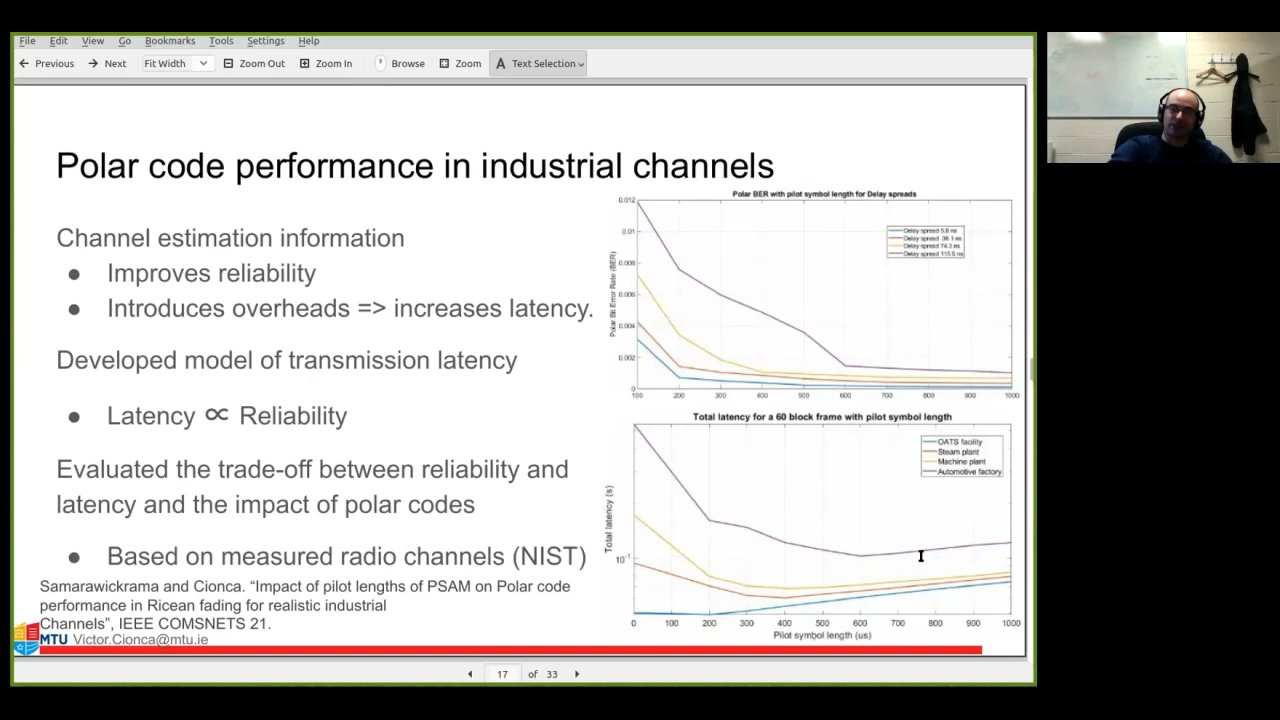 File Edit View Go Bookmarks Tools Settings Help
Previous Next Fit Width Zoom Out Zoom In Browse Zoom Text Selection
Polar code performance in industrial channels
Channel estimation information
● Improves reliability
● Introduces overheads => increases latency.
Developed model of transmission latency
● Latency ∝ Reliability
Evaluated the trade-off between reliability and
latency and the impact of polar codes
● Based on measured radio channels (NIST)
Samarawickrama and Cionca. “Impact of pilot lengths of PSAM on Polar code
performance in Ricean fading for realistic industrial
Channels”, IEEE COMSNETS 21.
MTU Victor.Cionca@mtu.ie
Polar BER with pilot symbol length for Delay spreads
Polar Bit Error Rate (BER)
0.012
0.01
0.008
0.006
0.004
0.002
0
100 200 300 400 500 600 700 800 900 1000
Delay spread 8.8 ns
Delay spread 36.1 ns
Delay spread 74.3 ns
Delay spread 115.5 ns
Total latency for a 60 block frame with pilot symbol length
Total latency (s)
10⁻¹
OATS facility
Steam plant
Machine plant
Automotive factory
0 100 200 300 400 500 600 700 800 900 1000
Pilot symbol length (us)
17 of 33